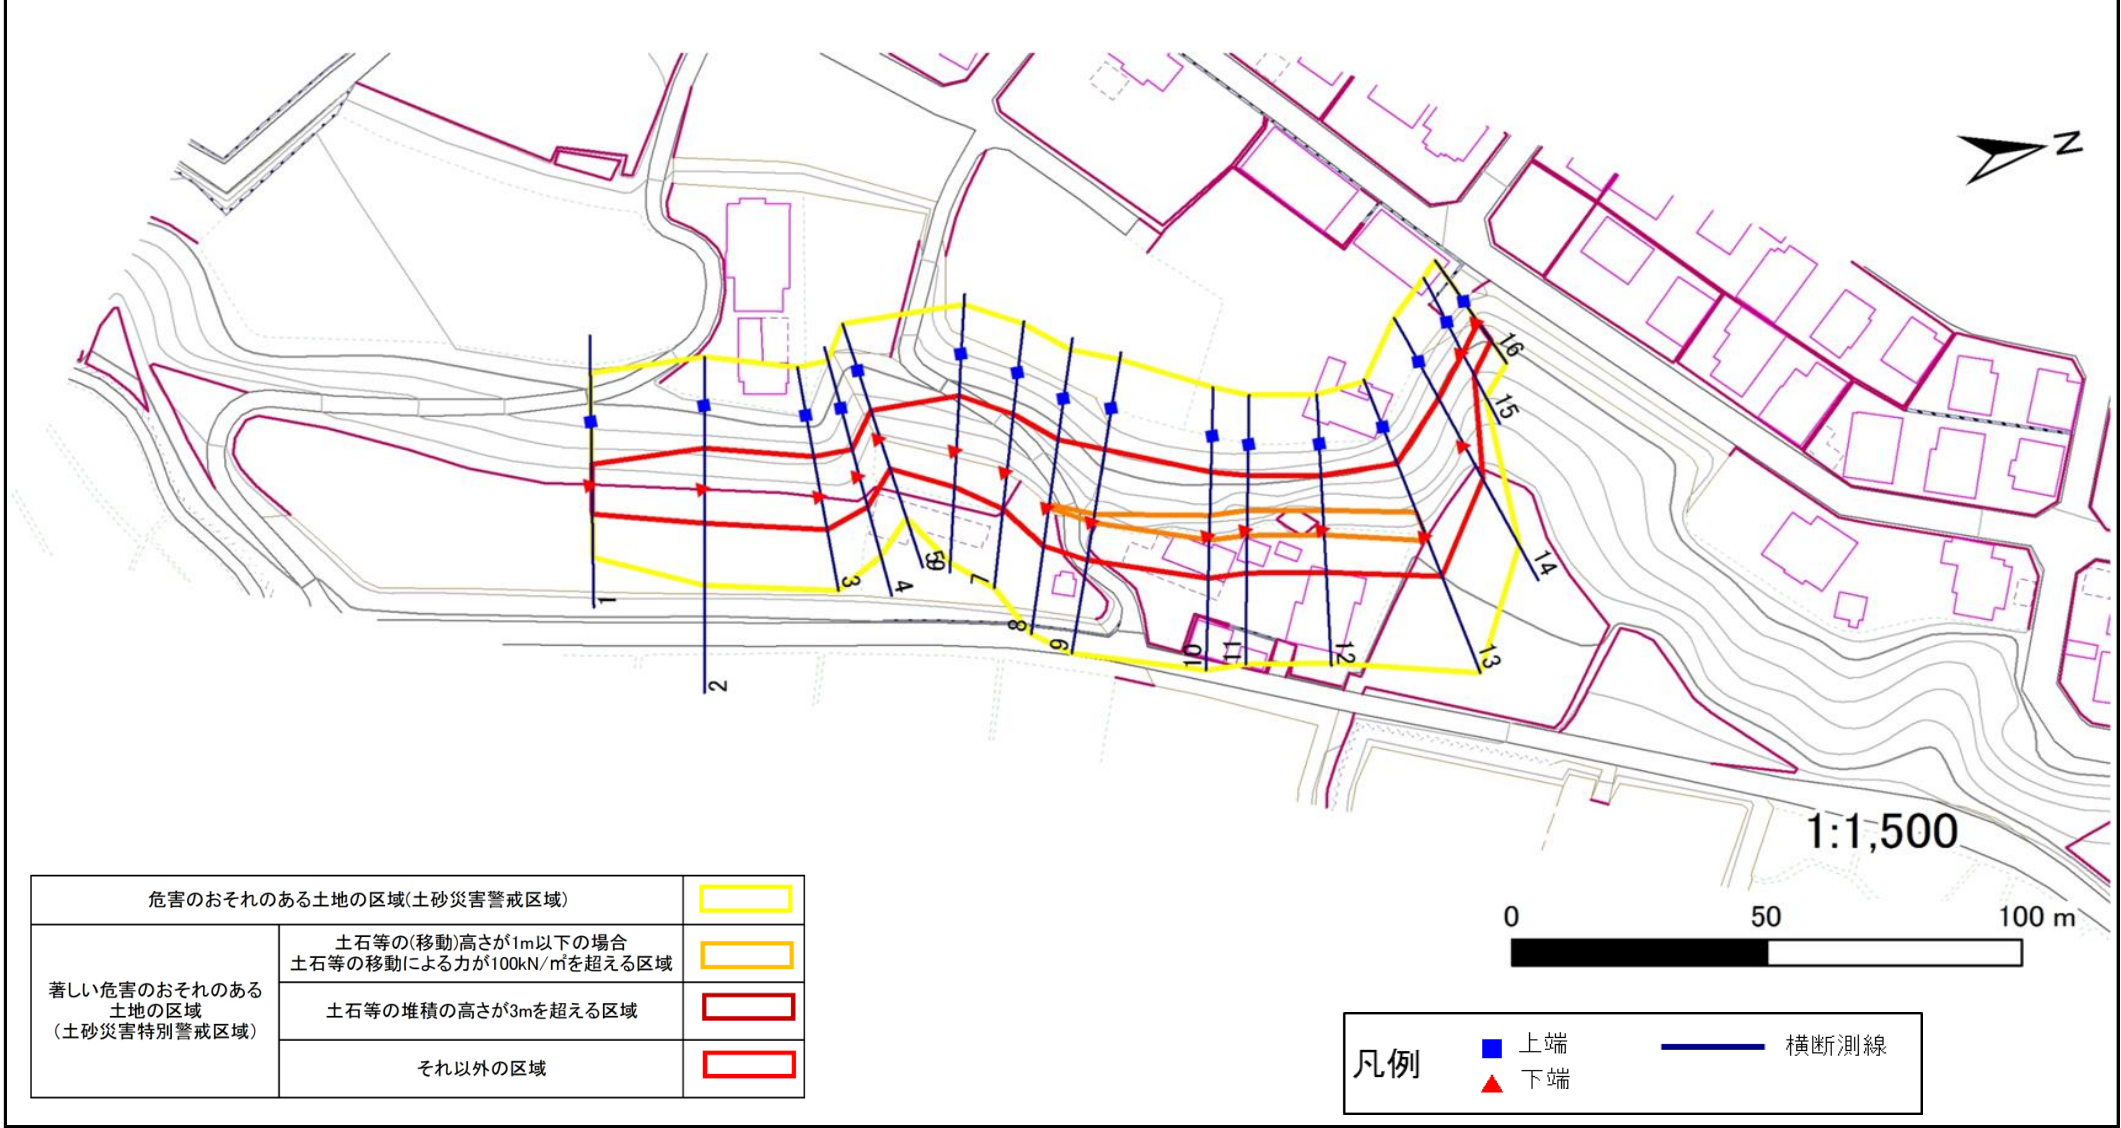 N
16
15
14
13
12
11
10
9
8
7
6
5
4
3
1
2
1:1,500
0 50 100 m
危害のおそれのある土地の区域(土砂災害警戒区域)
著しい危害のおそれのある
土地の区域
(土砂災害特別警戒区域)
土石等の(移動)高さが1m以下の場合
土石等の移動による力が100kN/㎡を超える区域
土石等の堆積の高さが3mを超える区域
それ以外の区域
凡例
上端
下端
横断測線